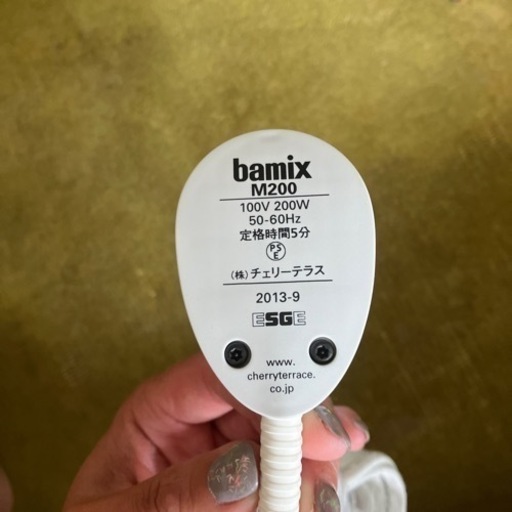 bamix
M200
100V 200W
50-60Hz
定格時間5分
PSE
(株)チェリーテラス
2013-9
ESGE
www.
cherryterrace.
co.jp